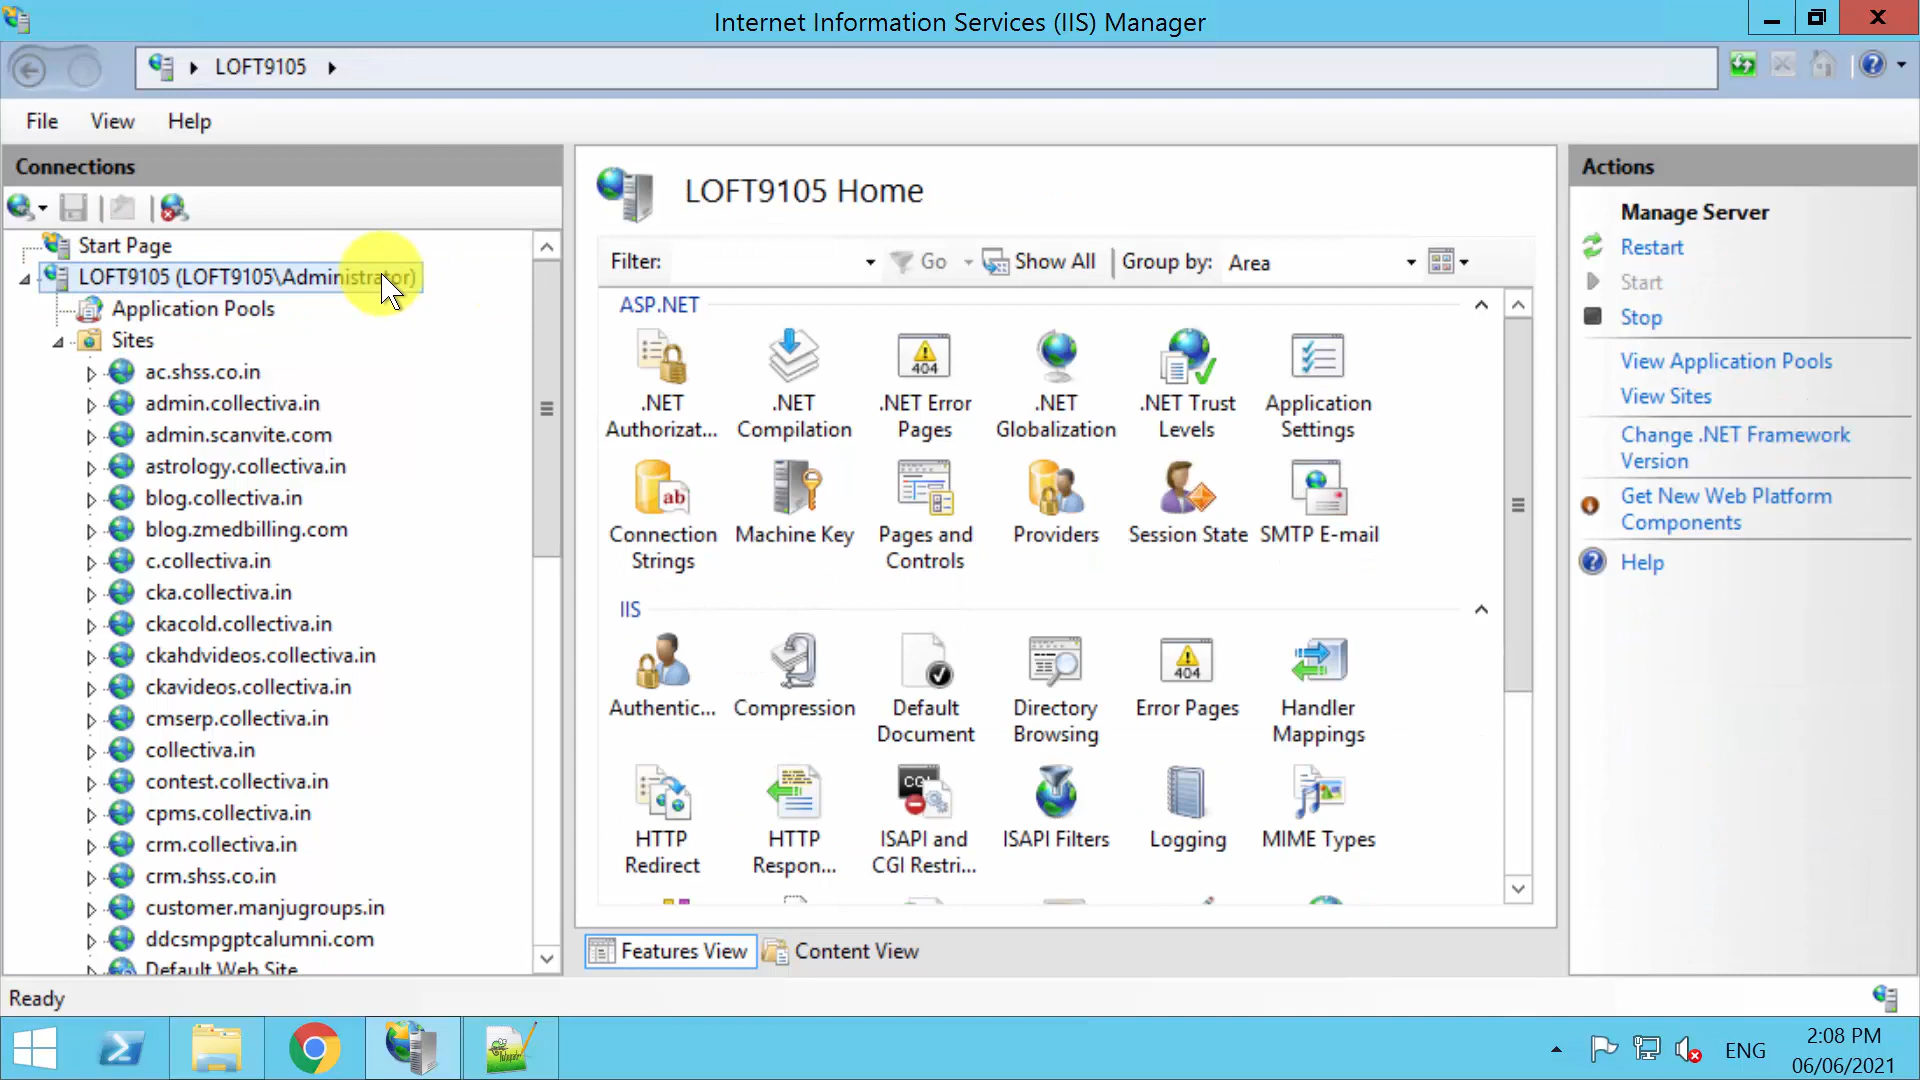 Internet Information Services (IIS) Manager
LOFT9105
File View Help
Connections
Start Page
LOFT9105 (LOFT9105\Administrator)
Application Pools
Sites
ac.shss.co.in
admin.collectiva.in
admin.scanvite.com
astrology.collectiva.in
blog.collectiva.in
blog.zmedbilling.com
c.collectiva.in
cka.collectiva.in
ckacold.collectiva.in
ckahdvideos.collectiva.in
ckavideos.collectiva.in
cmserp.collectiva.in
collectiva.in
contest.collectiva.in
cpms.collectiva.in
crm.collectiva.in
crm.shss.co.in
customer.manjugroups.in
ddcsmpgptcalumni.com
Default Web Site
LOFT9105 Home
Filter: Go Show All Group by: Area
ASP.NET
.NET Authorizat...
.NET Compilation
.NET Error Pages
.NET Globalization
.NET Trust Levels
Application Settings
Connection Strings
Machine Key
Pages and Controls
Providers
Session State
SMTP E-mail
IIS
Authentic...
Compression
Default Document
Directory Browsing
Error Pages
Handler Mappings
HTTP Redirect
HTTP Respon...
ISAPI and CGI Restri...
ISAPI Filters
Logging
MIME Types
Features View Content View
Actions
Manage Server
Restart
Start
Stop
View Application Pools
View Sites
Change .NET Framework
Version
Get New Web Platform
Components
Help
Ready
ENG
2:08 PM
06/06/2021